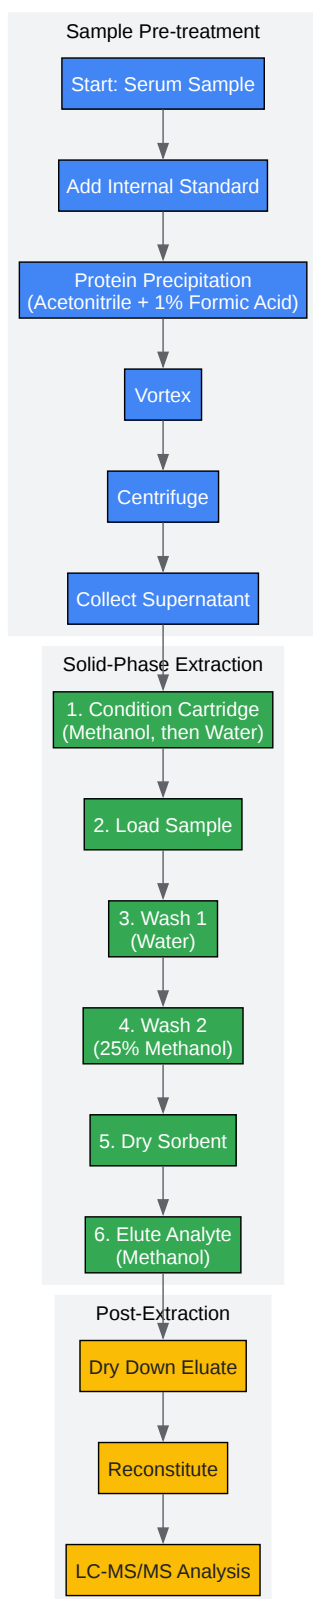 Sample Pre-treatment
Start: Serum Sample
Add Internal Standard
Protein Precipitation
(Acetonitrile + 1% Formic Acid)
Vortex
Centrifuge
Collect Supernatant
Solid-Phase Extraction
1. Condition Cartridge
(Methanol, then Water)
2. Load Sample
3. Wash 1
(Water)
4. Wash 2
(25% Methanol)
5. Dry Sorbent
6. Elute Analyte
(Methanol)
Post-Extraction
Dry Down Eluate
Reconstitute
LC-MS/MS Analysis